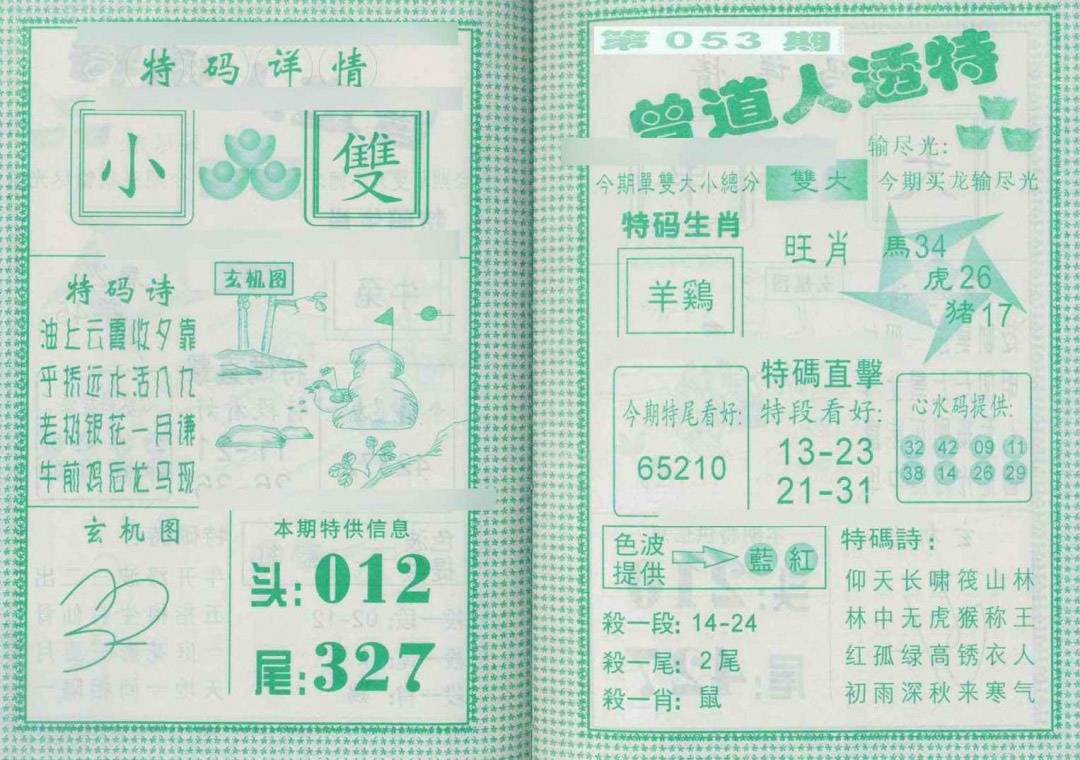 特码详情
小 雙
特码诗
油上云霞收夕靠
乎桥远水活八九
老奶银花一月谦
牛前鸡后龙马现
玄机图
玄机图
本期特供信息
头:012
尾:327
第053期
曾道人透特
输尽光:
今期單雙大小總分 雙大 今期买龙输尽光
特码生肖
羊鷄
旺肖
馬34
虎26
猪17
今期特尾看好:
65210
特碼直擊
特段看好:
13-23
21-31
心水码提供:
32 42 09 11
38 14 26 29
色波
提供
藍 紅
殺一段: 14-24
殺一尾: 2尾
殺一肖: 鼠
特碼詩:
仰天长啸筏山林
林中无虎猴称王
红孤绿高锈衣人
初雨深秋来寒气